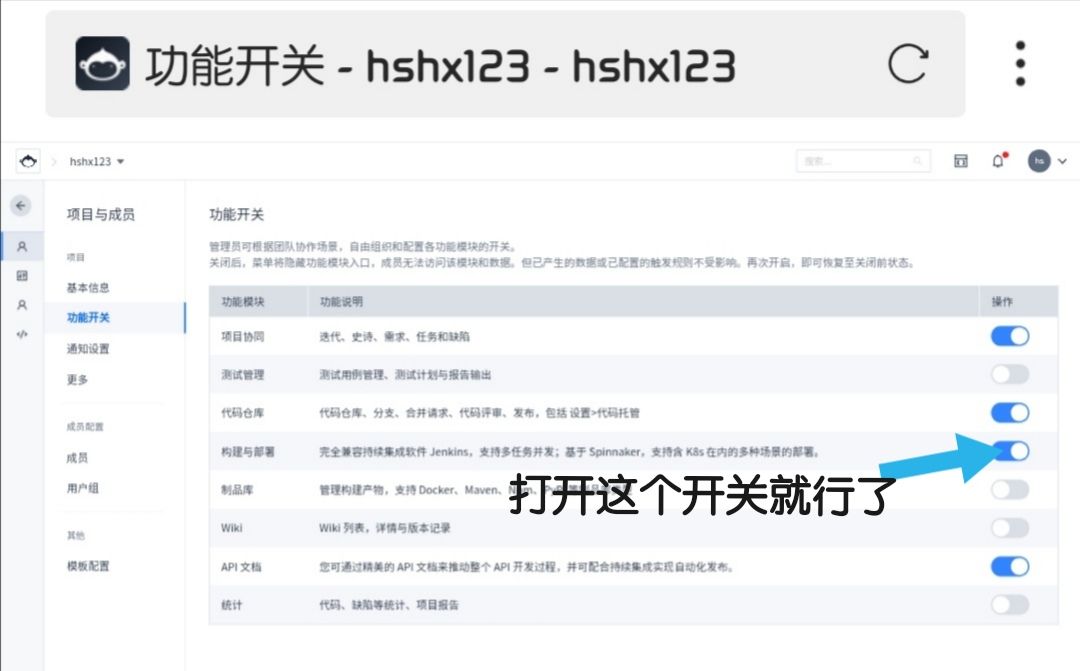 功能开关 - hshx123 - hshx123
hshx123
搜索...
hs
项目与成员
项目
基本信息
功能开关
通知设置
更多
成员配置
成员
用户组
其他
模板配置
功能开关
管理员可根据团队协作场景，自由组织和配置各功能模块的开关。
关闭后，菜单将隐藏功能模块入口，成员无法访问该模块和数据。但已产生的数据或已配置的触发规则不受影响。再次开启，即可恢复至关闭前状态。
功能模块 功能说明 操作
项目协同 迭代、史诗、需求、任务和缺陷
测试管理 测试用例管理、测试计划与报告输出
代码仓库 代码仓库、分支、合并请求、代码评审、发布，包括 设置>代码托管
构建与部署 完全兼容持续集成软件 Jenkins，支持多任务并发；基于 Spinnaker，支持含 K8s 在内的多种场景的部署。
打开这个开关就行了
制品库 管理构建产物，支持 Docker、Maven、
Wiki Wiki 列表，详情与版本记录
API 文档 您可通过精美的 API 文档来推动整个 API 开发过程，并可配合持续集成实现自动化发布。
统计 代码、缺陷等统计、项目报告